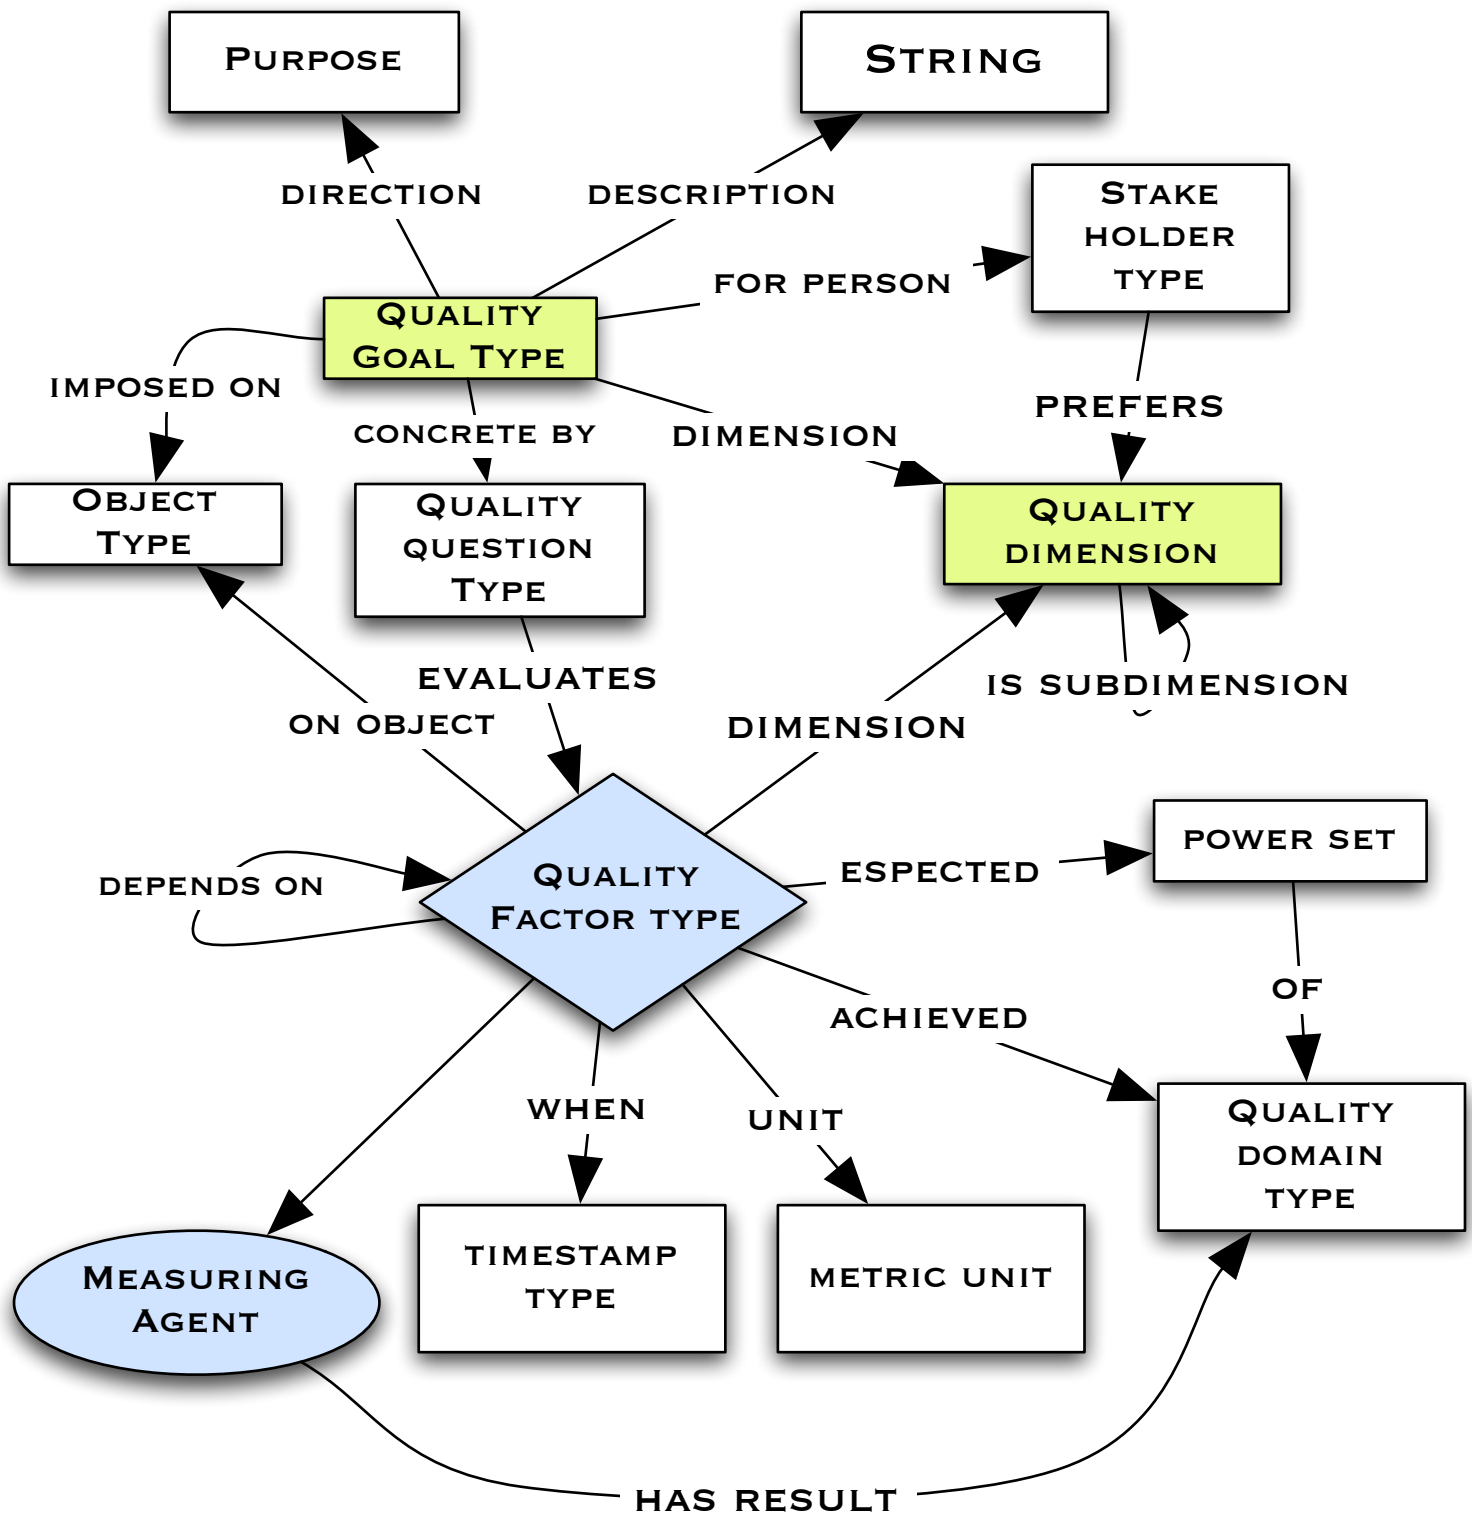 Purpose
String
direction
description
Stake
holder
type
for person
Quality
Goal Type
imposed on
concrete by
dimension
prefers
Object
Type
Quality
question
Type
Quality
dimension
evaluates
on object
dimension
is subdimension
depends on
Quality
Factor type
espected
power set
achieved
of
when
unit
Quality
domain
type
Measuring
Agent
timestamp
type
metric unit
has result